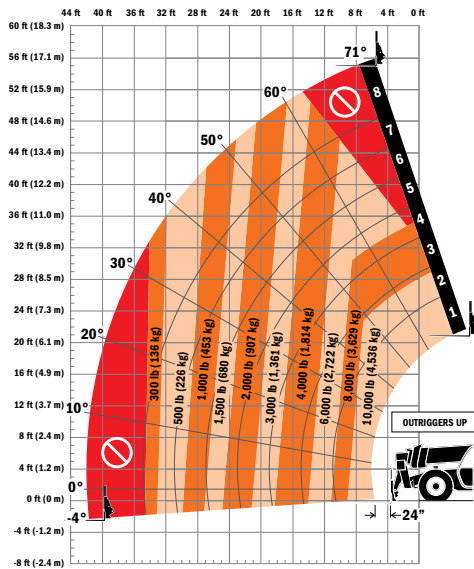 44 ft 40 ft 36 ft 32 ft 28 ft 24 ft 20 ft 16 ft 12 ft 8 ft 4 ft 0 ft
60 ft (18.3 m)
56 ft (17.1 m)
52 ft (15.9 m)
48 ft (14.6 m)
44 ft (13.4 m)
40 ft (12.2 m)
36 ft (11.0 m)
32 ft (9.8 m)
28 ft (8.5 m)
24 ft (7.3 m)
20 ft (6.1 m)
16 ft (4.9 m)
12 ft (3.7 m)
8 ft (2.4 m)
4 ft (1.2 m)
0 ft (0 m)
-4 ft (-1.2 m)
-8 ft (-2.4 m)
71°
60°
50°
40°
30°
20°
10°
0°
-4°
8
7
6
5
4
3
2
1
300 lb (136 kg)
500 lb (226 kg)
1,000 lb (453 kg)
1,500 lb (680 kg)
2,000 lb (907 kg)
3,000 lb (1,361 kg)
4,000 lb (1,814 kg)
6,000 lb (2,722 kg)
8,000 lb (3,629 kg)
10,000 lb (4,536 kg)
OUTRIGGERS UP
24”